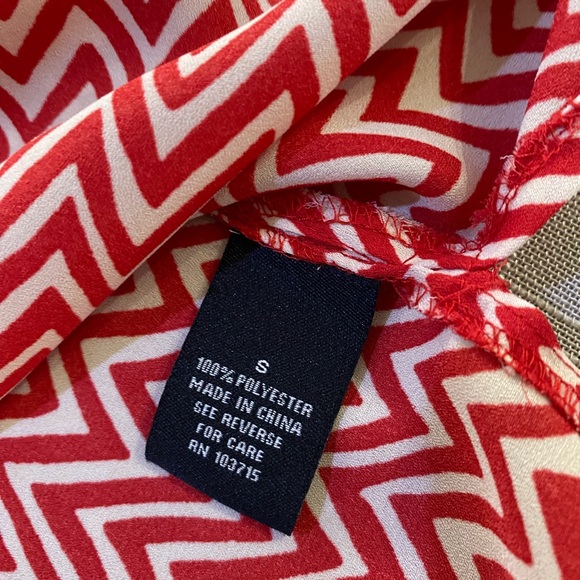 S
100% POLYESTER
MADE IN CHINA
SEE REVERSE
FOR CARE
RN 103715